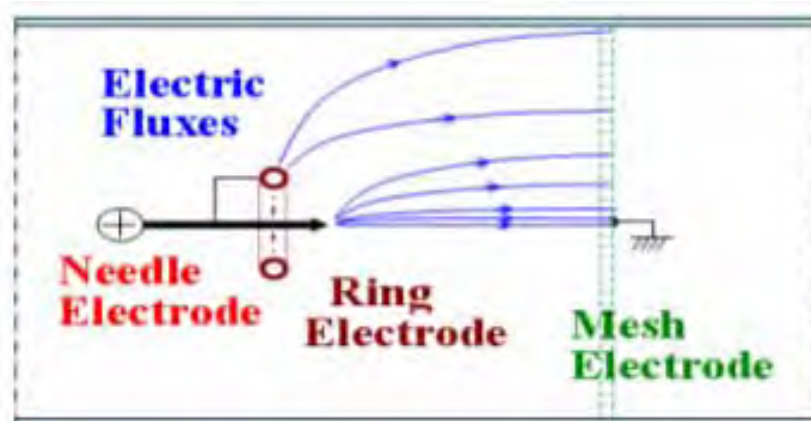 Electric
Fluxes
Needle
Electrode
Ring
Electrode
Mesh
Electrode